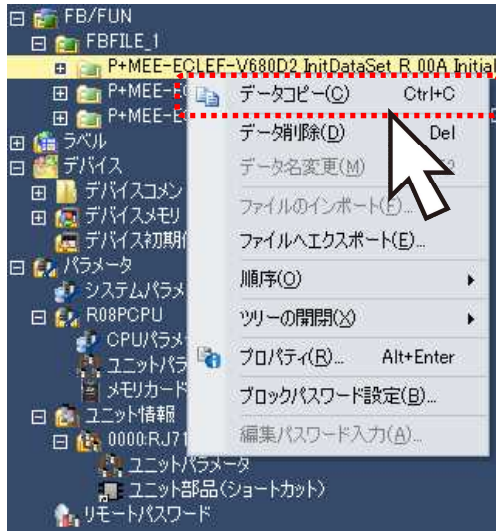 FB/FUN
FBFILE_1
P+MEE-ECLEF-V680D2_InitDataSet_R_00A_Initial
P+MEE-E
P+MEE-E
データコピー(C) Ctrl+C
データ削除(D) Del
データ名変更(M)
ファイルのインポート(F)...
ファイルへエクスポート(E)...
順序(O)
ツリーの開閉(X)
プロパティ(R)... Alt+Enter
ブロックパスワード設定(B)...
編集パスワード入力(A)...
ラベル
デバイス
デバイスコメン
デバイスメモリ
デバイス初期
パラメータ
システムパラメ
R08PCPU
CPUパラメ
ユニットパラ
メモリカード
ユニット情報
0000:RJ71
ユニットパラメータ
ユニット部品(ショートカット)
リモートパスワード